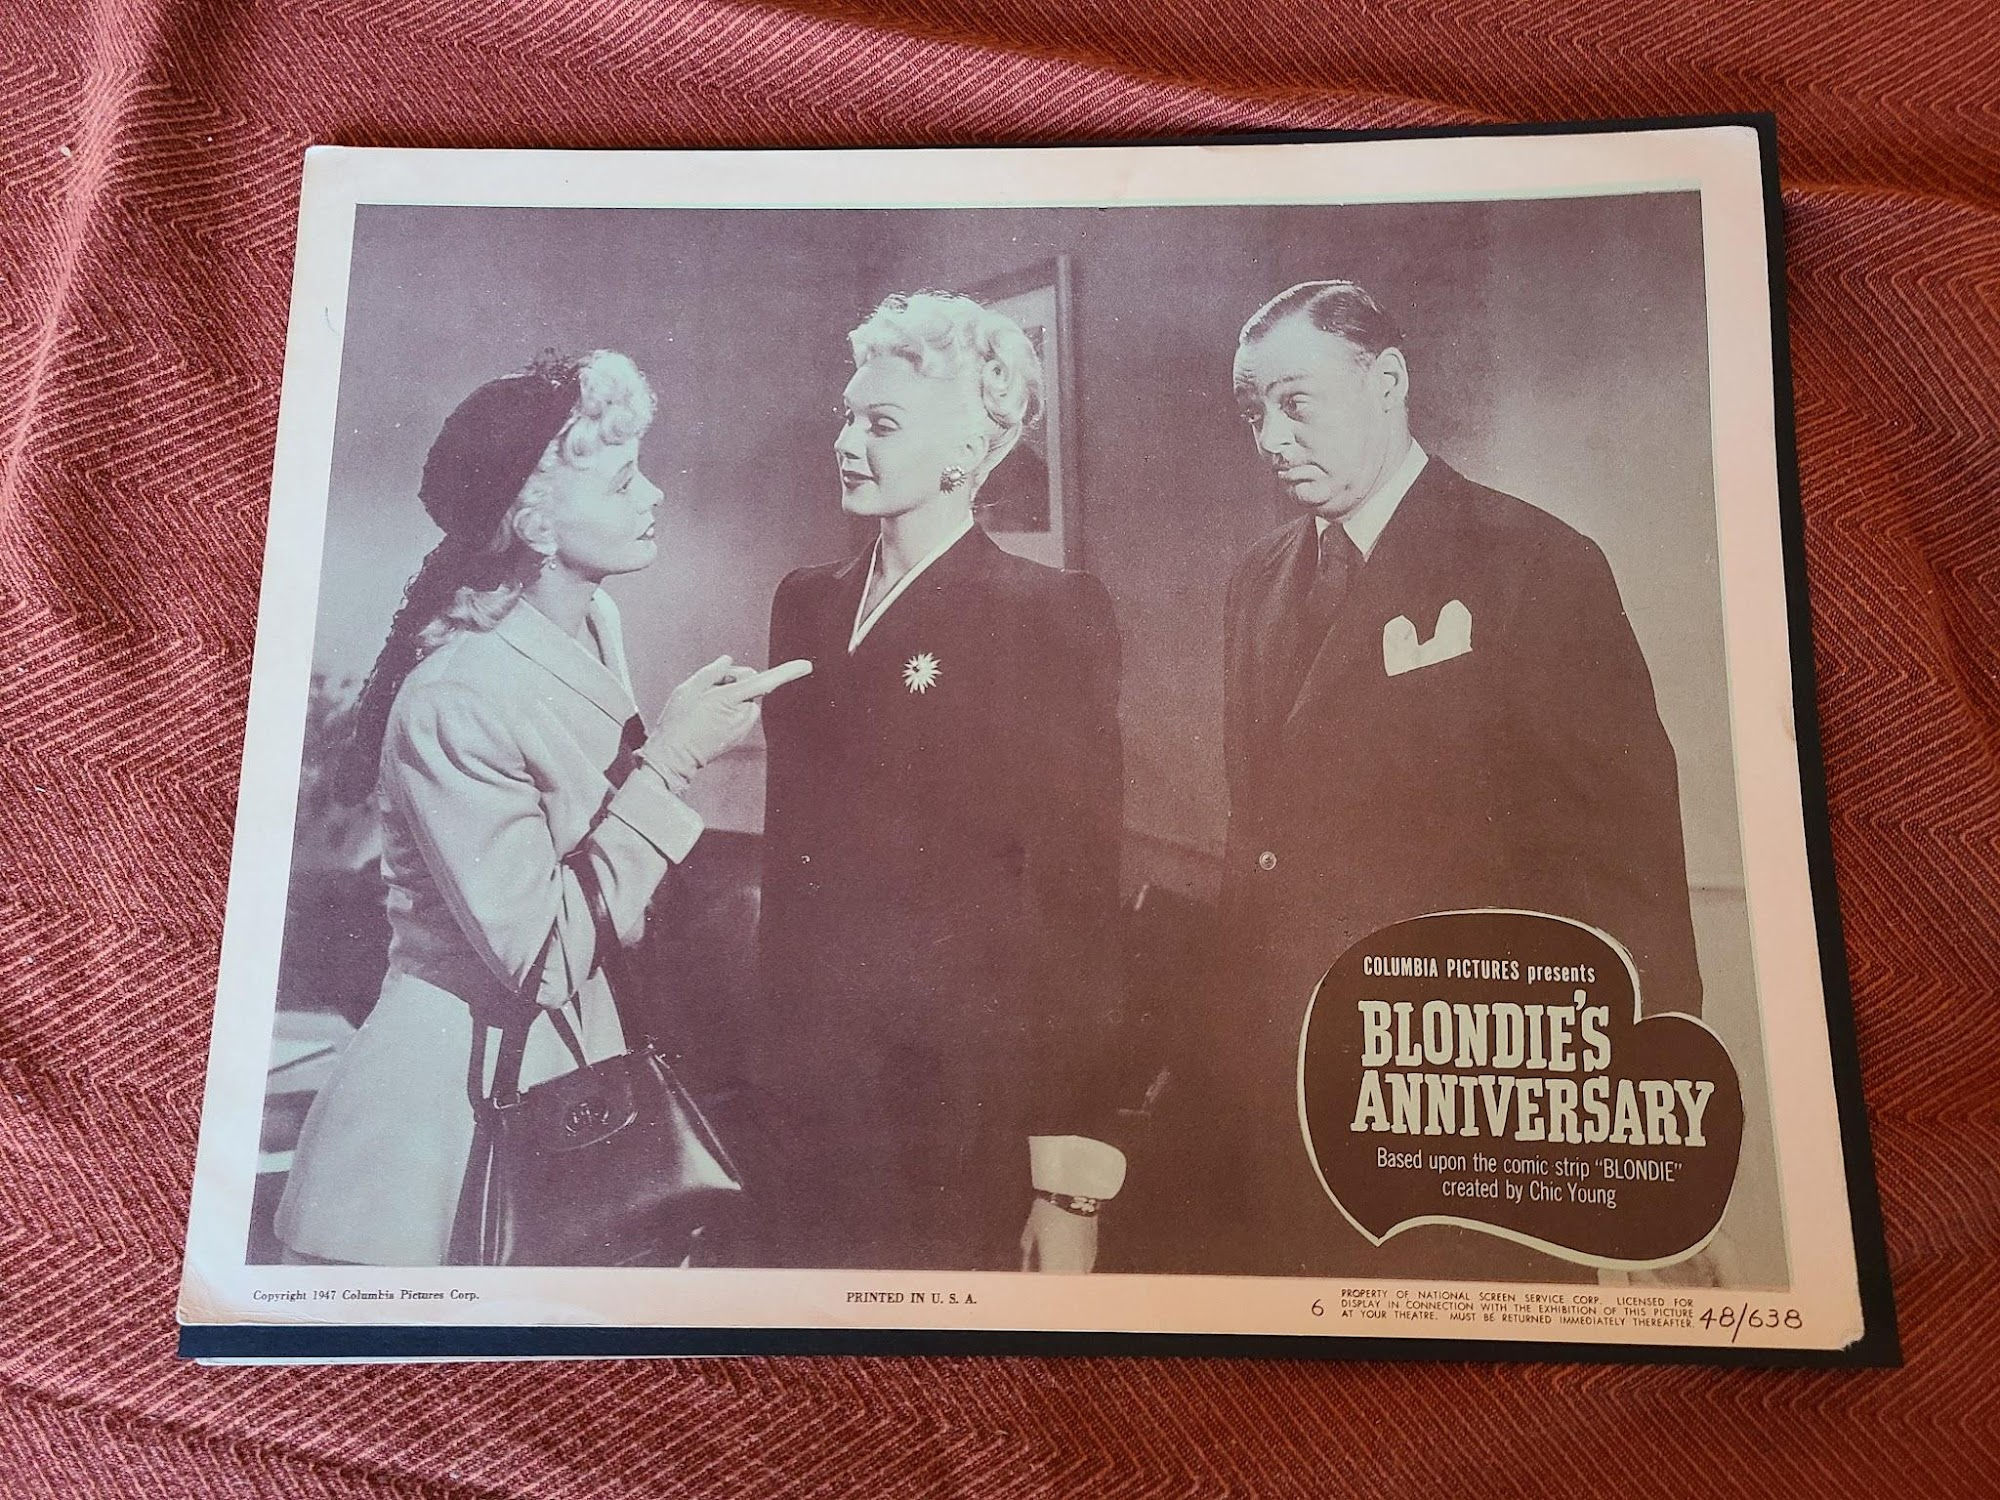 COLUMBIA PICTURES presents
BLONDIE'S
ANNIVERSARY
Based upon the comic strip "BLONDIE"
created by Chic Young
Copyright 1947 Columbia Pictures Corp.
PRINTED IN U. S. A.
6
PROPERTY OF NATIONAL SCREEN SERVICE CORP. LICENSED FOR
DISPLAY IN CONNECTION WITH THE EXHIBITION OF THIS PICTURE
AT YOUR THEATRE. MUST BE RETURNED IMMEDIATELY THEREAFTER.
48/638